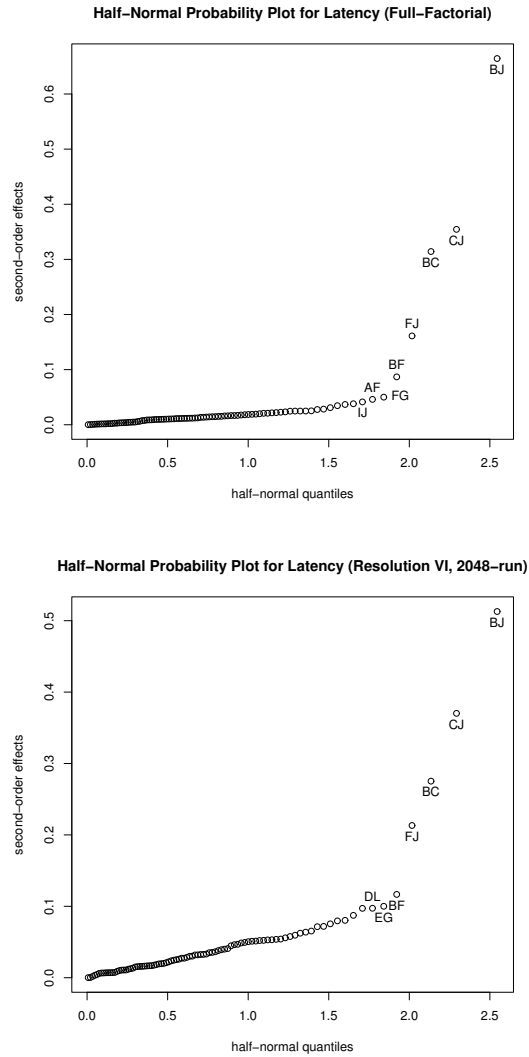 Half−Normal Probability Plot for Latency (Full−Factorial)
second−order effects
0.6
0.5
0.4
0.3
0.2
0.1
0.0
BJ
CJ
BC
FJ
BF
AF
FG
IJ
0.0 0.5 1.0 1.5 2.0 2.5
half−normal quantiles
Half−Normal Probability Plot for Latency (Resolution VI, 2048−run)
second−order effects
0.5
0.4
0.3
0.2
0.1
0.0
BJ
CJ
BC
FJ
DL
BF
EG
0.0 0.5 1.0 1.5 2.0 2.5
half−normal quantiles